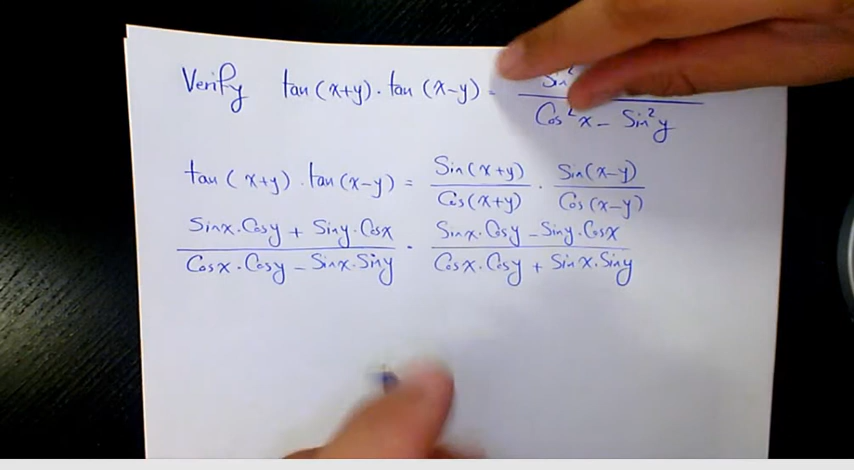 Verify tan (x+y) . tan (x-y) = Sin² / Cos²x - Sin²y
tan (x+y) . tan (x-y) = Sin (x+y) / Cos (x+y) . Sin (x-y) / Cos (x-y)
Sinx.Cosy + Siny.Cosx / Cosx.Cosy - Sinx.Siny . Sinx.Cosy - Siny.Cosx / Cosx.Cosy + Sinx.Siny